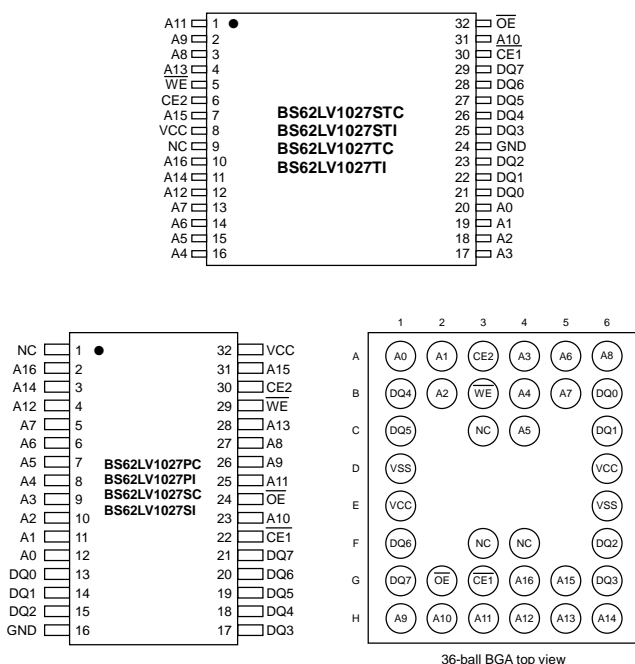 A11 1 32 OE
A9 2 31 A10
A8 3 30 CE1
A13 4 29 DQ7
WE 5 28 DQ6
CE2 6 27 DQ5
A15 7 BS62LV1027STC 26 DQ4
VCC 8 BS62LV1027STI 25 DQ3
NC 9 BS62LV1027TC 24 GND
A16 10 BS62LV1027TI 23 DQ2
A14 11 22 DQ1
A12 12 21 DQ0
A7 13 20 A0
A6 14 19 A1
A5 15 18 A2
A4 16 17 A3
NC 1 32 VCC
A16 2 31 A15
A14 3 30 CE2
A12 4 29 WE
A7 5 28 A13
A6 6 27 A8
A5 7 BS62LV1027PC 26 A9
A4 8 BS62LV1027PI 25 A11
A3 9 BS62LV1027SC 24 OE
A2 10 BS62LV1027SI 23 A10
A1 11 22 CE1
A0 12 21 DQ7
DQ0 13 20 DQ6
DQ1 14 19 DQ5
DQ2 15 18 DQ4
GND 16 17 DQ3
1 2 3 4 5 6
A A0 A1 CE2 A3 A6 A8
B DQ4 A2 WE A4 A7 DQ0
C DQ5 NC A5 DQ1
D VSS VCC
E VCC VSS
F DQ6 NC NC DQ2
G DQ7 OE CE1 A16 A15 DQ3
H A9 A10 A11 A12 A13 A14
36-ball BGA top view